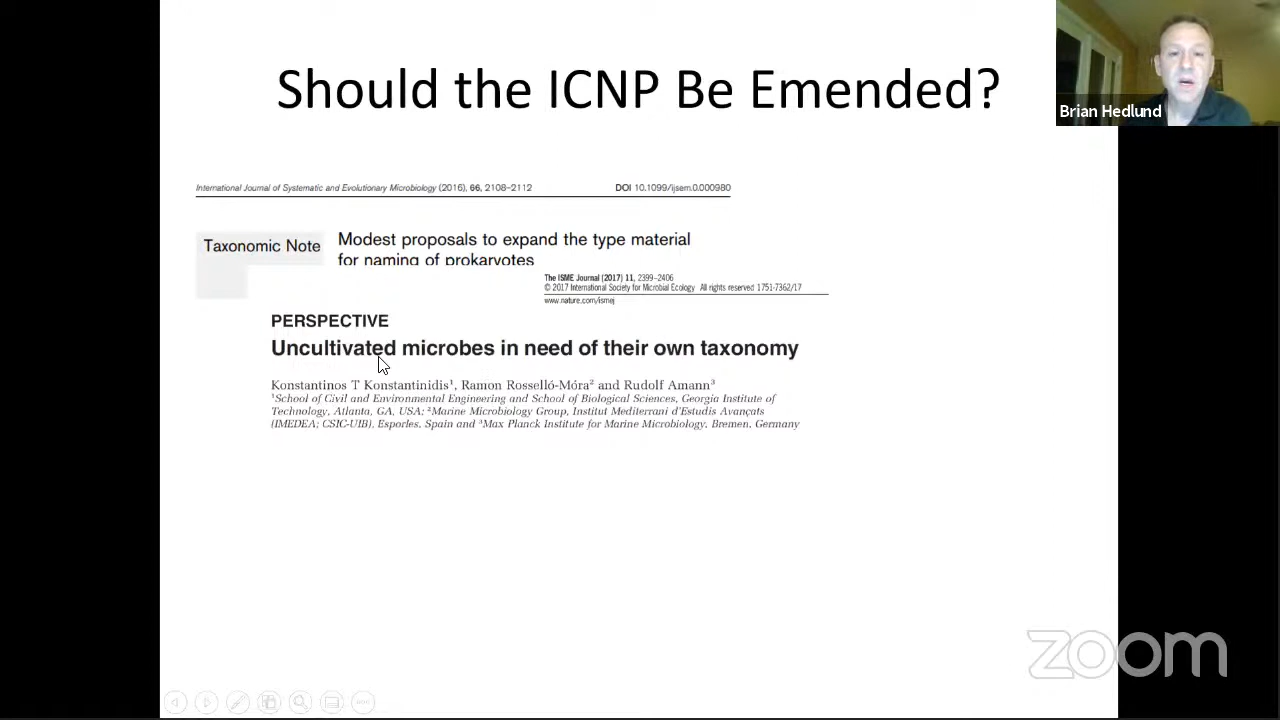 Should the ICNP Be Emended?
Brian Hedlund
International Journal of Systematic and Evolutionary Microbiology (2016), 66, 2108–2112 DOI 10.1099/ijsem.0.000980
Taxonomic Note
Modest proposals to expand the type material
for naming of prokaryotes
The ISME Journal (2017) 11, 2399–2406
© 2017 International Society for Microbial Ecology All rights reserved 1751-7362/17
www.nature.com/ismej
PERSPECTIVE
Uncultivated microbes in need of their own taxonomy
Konstantinos T Konstantinidis¹, Ramon Rosselló-Móra² and Rudolf Amann³
¹School of Civil and Environmental Engineering and School of Biological Sciences, Georgia Institute of
Technology, Atlanta, GA, USA; ²Marine Microbiology Group, Institut Mediterrani d'Estudis Avançats
(IMEDEA; CSIC-UIB), Esporles, Spain and ³Max Planck Institute for Marine Microbiology, Bremen, Germany
zoom